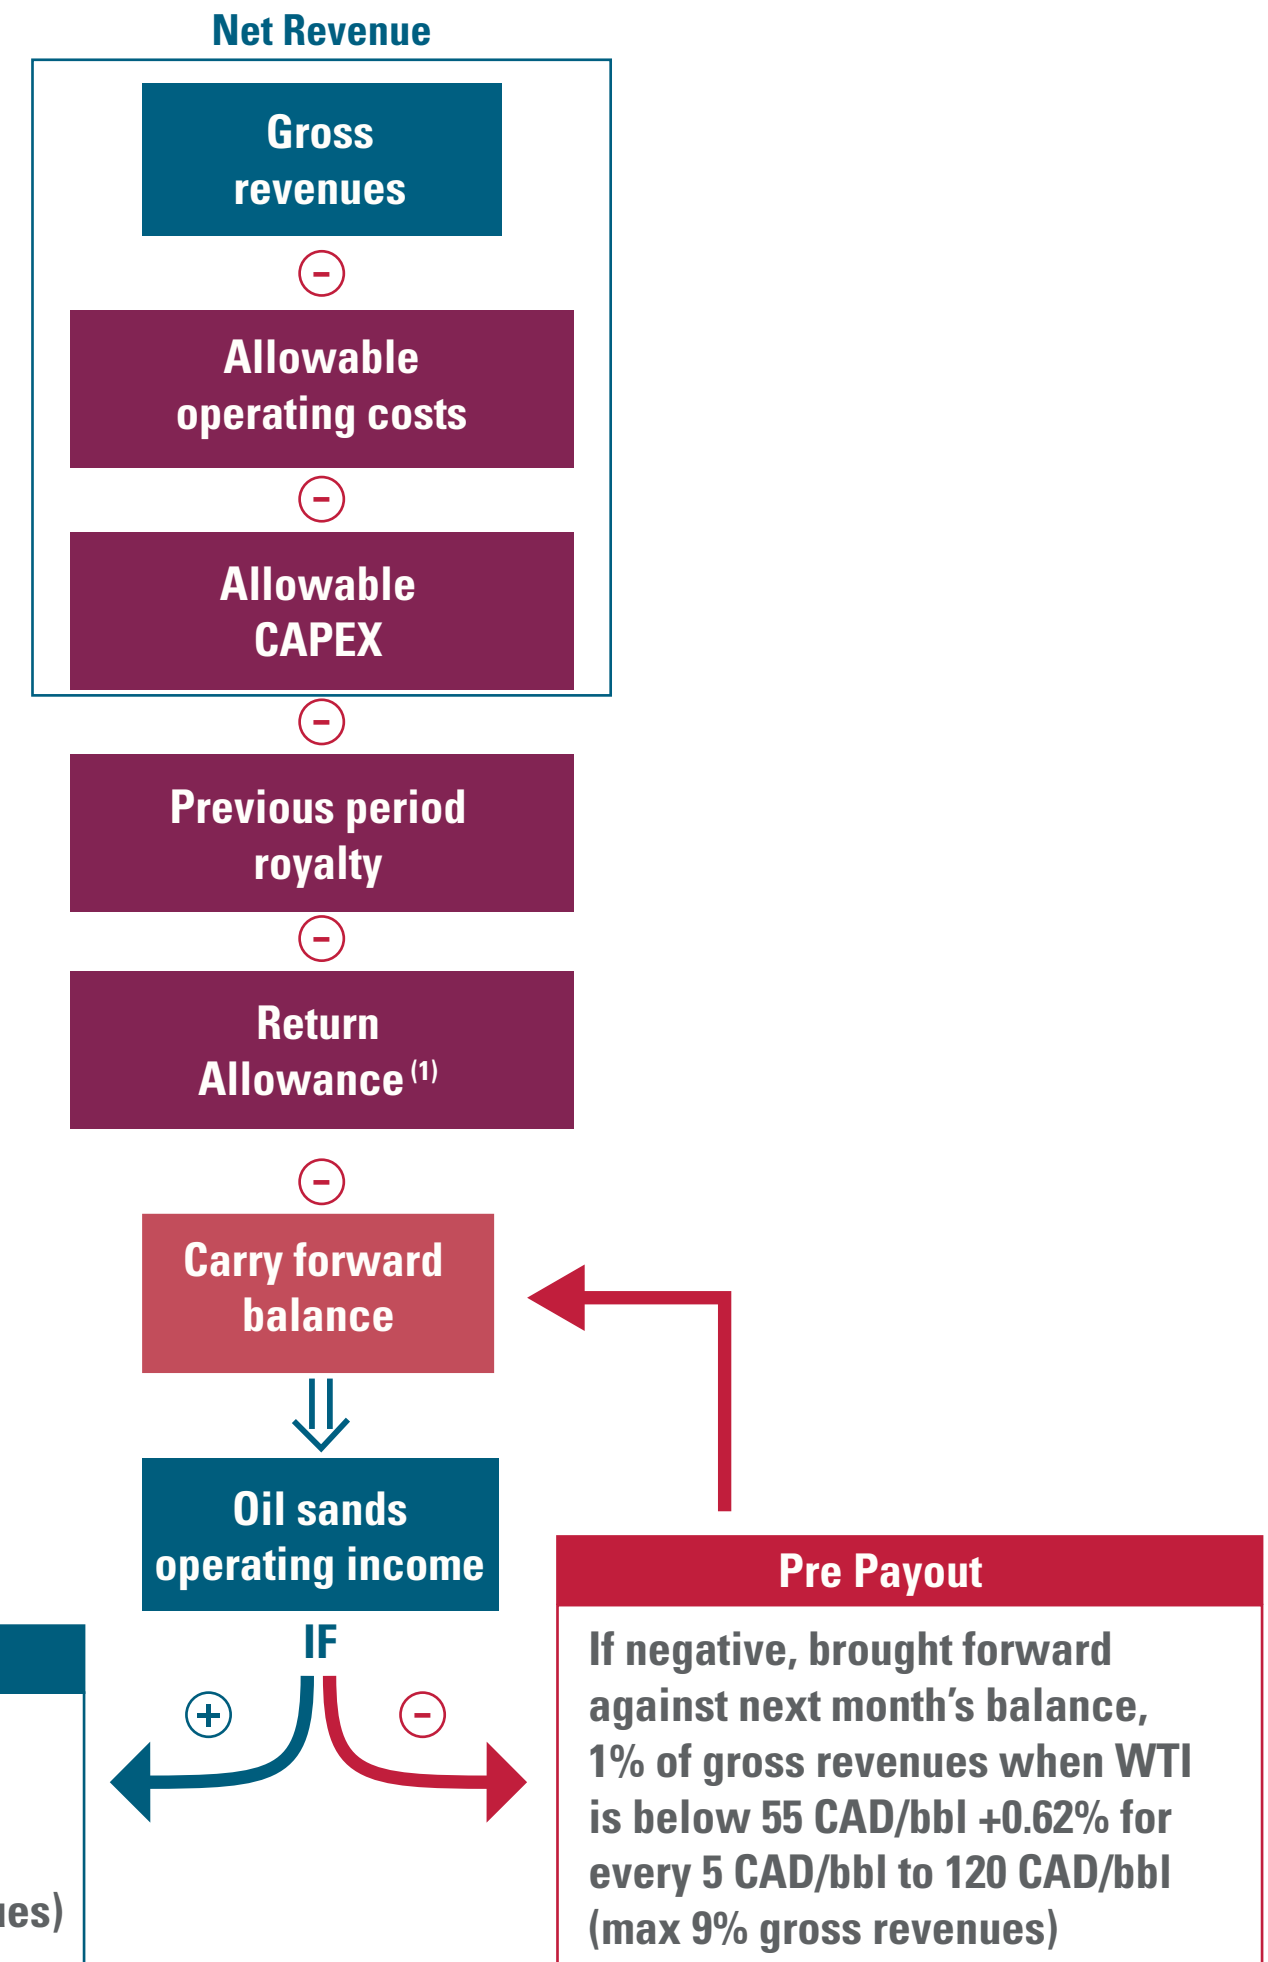 Net Revenue
Gross
revenues
−
Allowable
operating costs
−
Allowable
CAPEX
−
Previous period
royalty
−
Return
Allowance (1)
−
Carry forward
balance
Oil sands
operating income
IF
+
−
Pre Payout
If negative, brought forward
against next month's balance,
1% of gross revenues when WTI
is below 55 CAD/bbl +0.62% for
every 5 CAD/bbl to 120 CAD/bbl
(max 9% gross revenues)